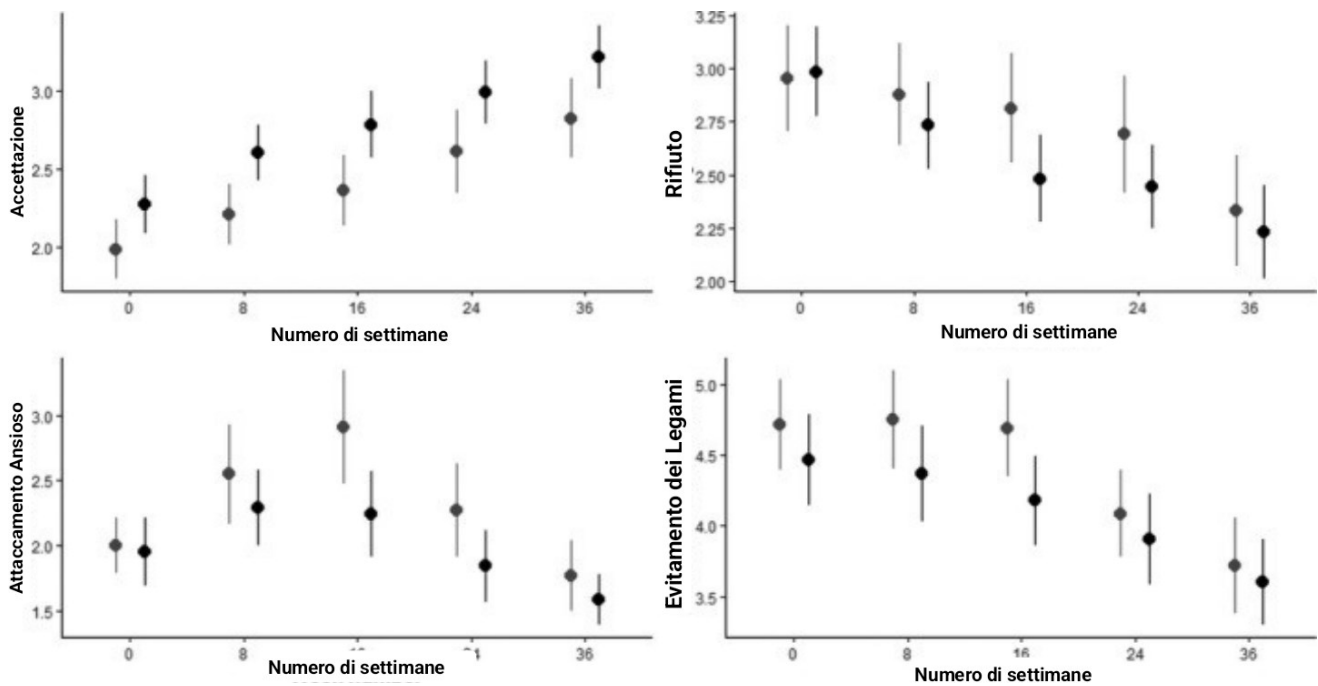 Accettazione
3.0
2.5
2.0
0 8 16 24 36
Numero di settimane
Rifiuto
3.25
3.00
2.75
2.50
2.25
2.00
0 8 16 24 36
Numero di settimane
Attaccamento Ansioso
3.0
2.5
2.0
1.5
0 8 16 36
Numero di settimane
Evitamento dei Legami
5.0
4.5
4.0
3.5
0 8 16 24 36
Numero di settimane